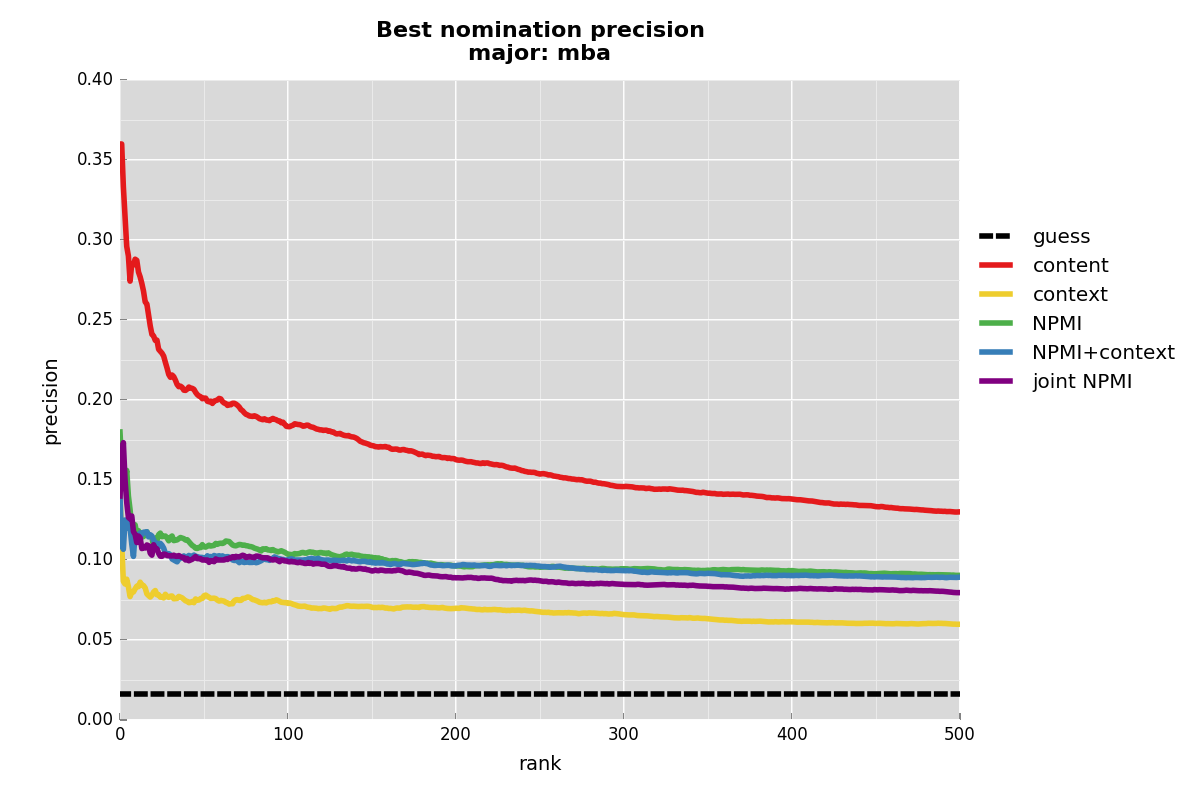 Best nomination precision
major: mba
0.40
0.35
0.30
0.25
0.20
0.15
0.10
0.05
0.00
precision
0 100 200 300 400 500
rank
guess
content
context
NPMI
NPMI+context
joint NPMI